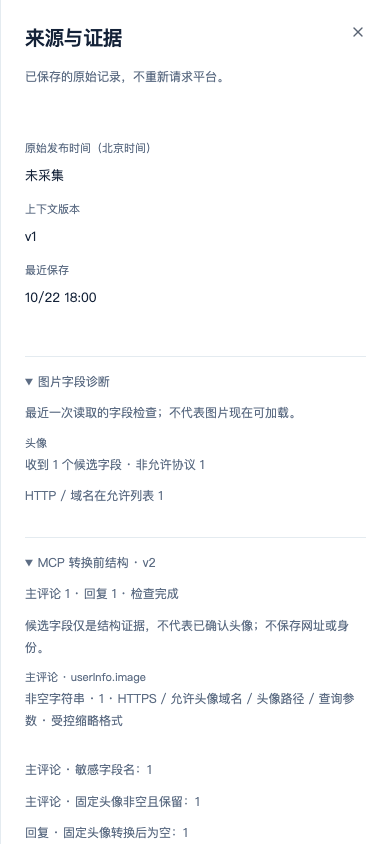 来源与证据
×
已保存的原始记录，不重新请求平台。
原始发布时间（北京时间）
未采集
上下文版本
v1
最近保存
10/22 18:00
▼ 图片字段诊断
最近一次读取的字段检查；不代表图片现在可加载。
头像
收到 1 个候选字段 · 非允许协议 1
HTTP / 域名在允许列表 1
▼ MCP 转换前结构 · v2
主评论 1 · 回复 1 · 检查完成
候选字段仅是结构证据，不代表已确认头像；不保存网址或身
份。
主评论 · userInfo.image
非空字符串 · 1 · HTTPS / 允许头像域名 / 头像路径 / 查询参
数 · 受控缩略格式
主评论 · 敏感字段名：1
主评论 · 固定头像非空且保留：1
回复 · 固定头像转换后为空：1